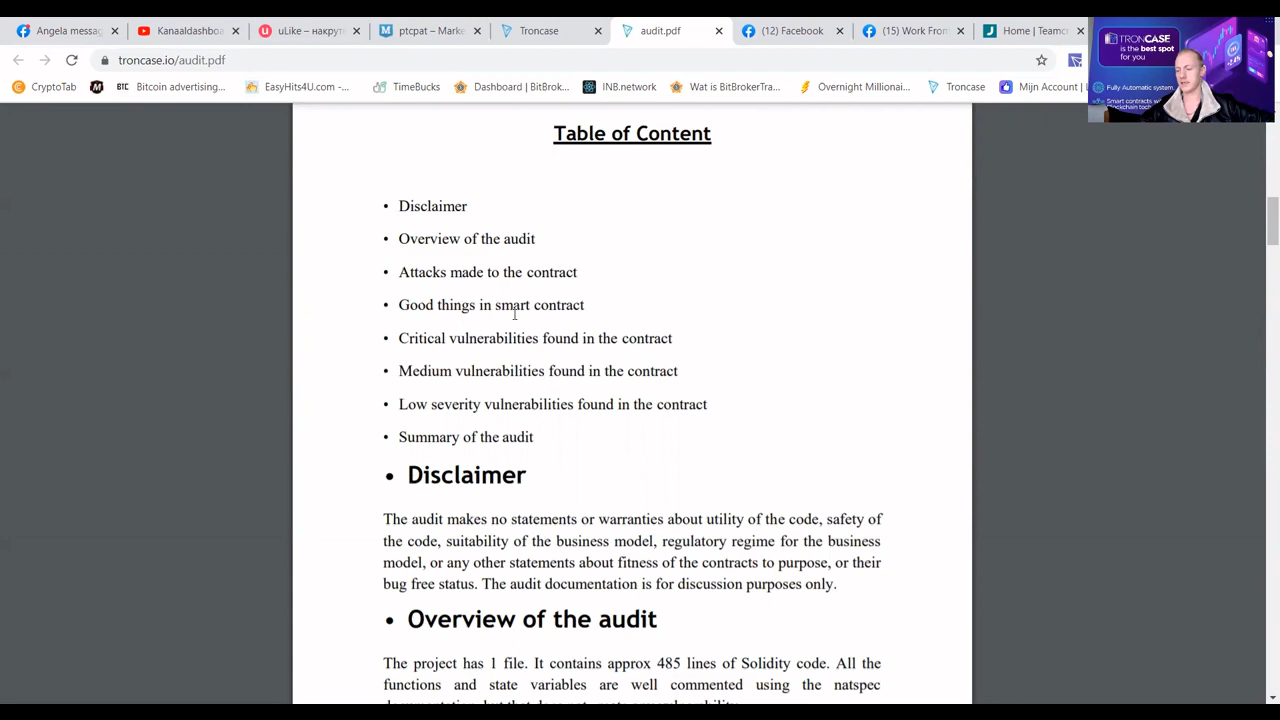 Angela messag
Kanaaldashboa
uLike – накрут
ptcpat – Marke
Troncase
audit.pdf
(12) Facebook
(15) Work From
Home | Teamcr
troncase.io/audit.pdf
CryptoTab
BTC Bitcoin advertising...
EasyHits4U.com -...
TimeBucks
Dashboard | BitBrok...
INB.network
Wat is BitBrokerTra...
Overnight Millionai...
Troncase
Mijn Account | L
TRONCASE
is the best spot
for you
Fully Automatic system.
Table of Content
• Disclaimer
• Overview of the audit
• Attacks made to the contract
• Good things in smart contract
• Critical vulnerabilities found in the contract
• Medium vulnerabilities found in the contract
• Low severity vulnerabilities found in the contract
• Summary of the audit
• Disclaimer
The audit makes no statements or warranties about utility of the code, safety of
the code, suitability of the business model, regulatory regime for the business
model, or any other statements about fitness of the contracts to purpose, or their
bug free status. The audit documentation is for discussion purposes only.
• Overview of the audit
The project has 1 file. It contains approx 485 lines of Solidity code. All the
functions and state variables are well commented using the natspec